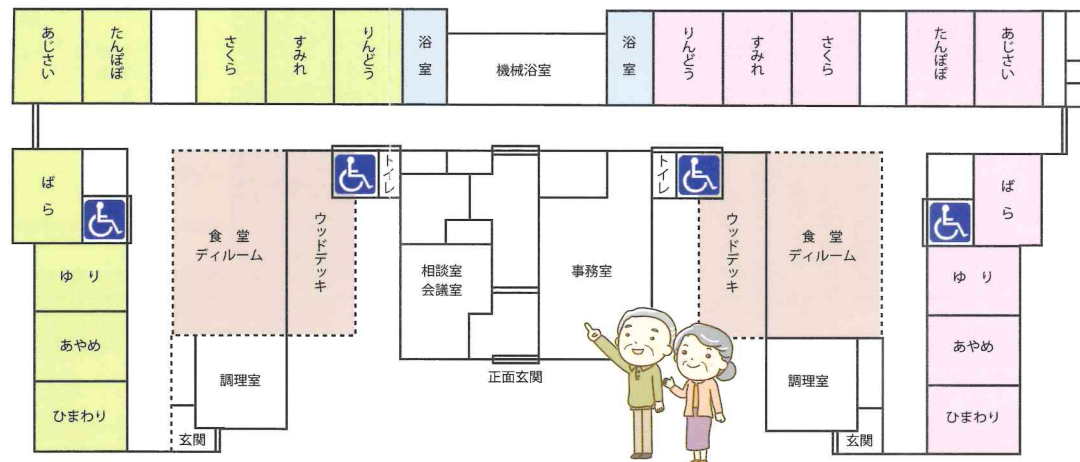 あじさい
たんぽぽ
さくら
すみれ
りんどう
浴室
機械浴室
浴室
りんどう
すみれ
さくら
たんぽぽ
あじさい
ばら
食堂
ディルーム
ウッドデッキ
トイレ
相談室
会議室
事務室
トイレ
ウッドデッキ
食堂
ディルーム
ばら
ゆり
あやめ
ひまわり
調理室
玄関
正面玄関
調理室
玄関
ゆり
あやめ
ひまわり